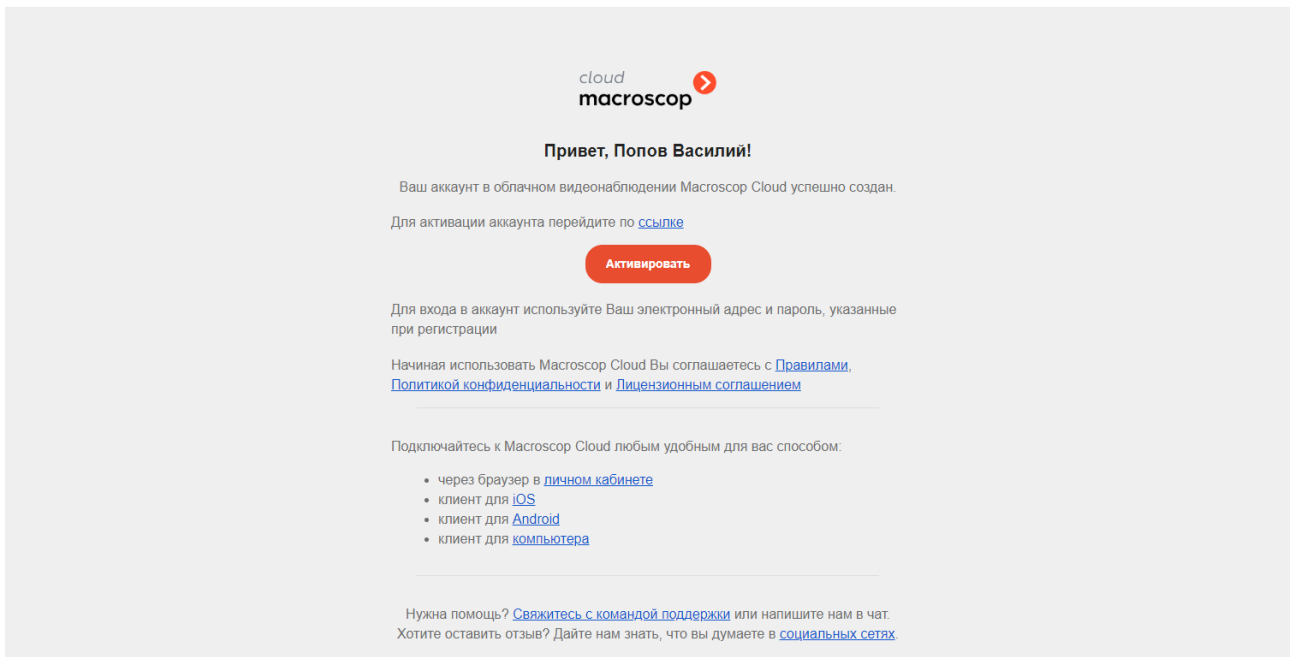 cloud
macroscop
Привет, Попов Василий!
Ваш аккаунт в облачном видеонаблюдении Macroscop Cloud успешно создан.
Для активации аккаунта перейдите по ссылке
Активировать
Для входа в аккаунт используйте Ваш электронный адрес и пароль, указанные
при регистрации
Начиная использовать Macroscop Cloud Вы соглашаетесь с Правилами,
Политикой конфиденциальности и Лицензионным соглашением
Подключайтесь к Macroscop Cloud любым удобным для вас способом:
• через браузер в личном кабинете
• клиент для iOS
• клиент для Android
• клиент для компьютера
Нужна помощь? Свяжитесь с командой поддержки или напишите нам в чат.
Хотите оставить отзыв? Дайте нам знать, что вы думаете в социальных сетях.